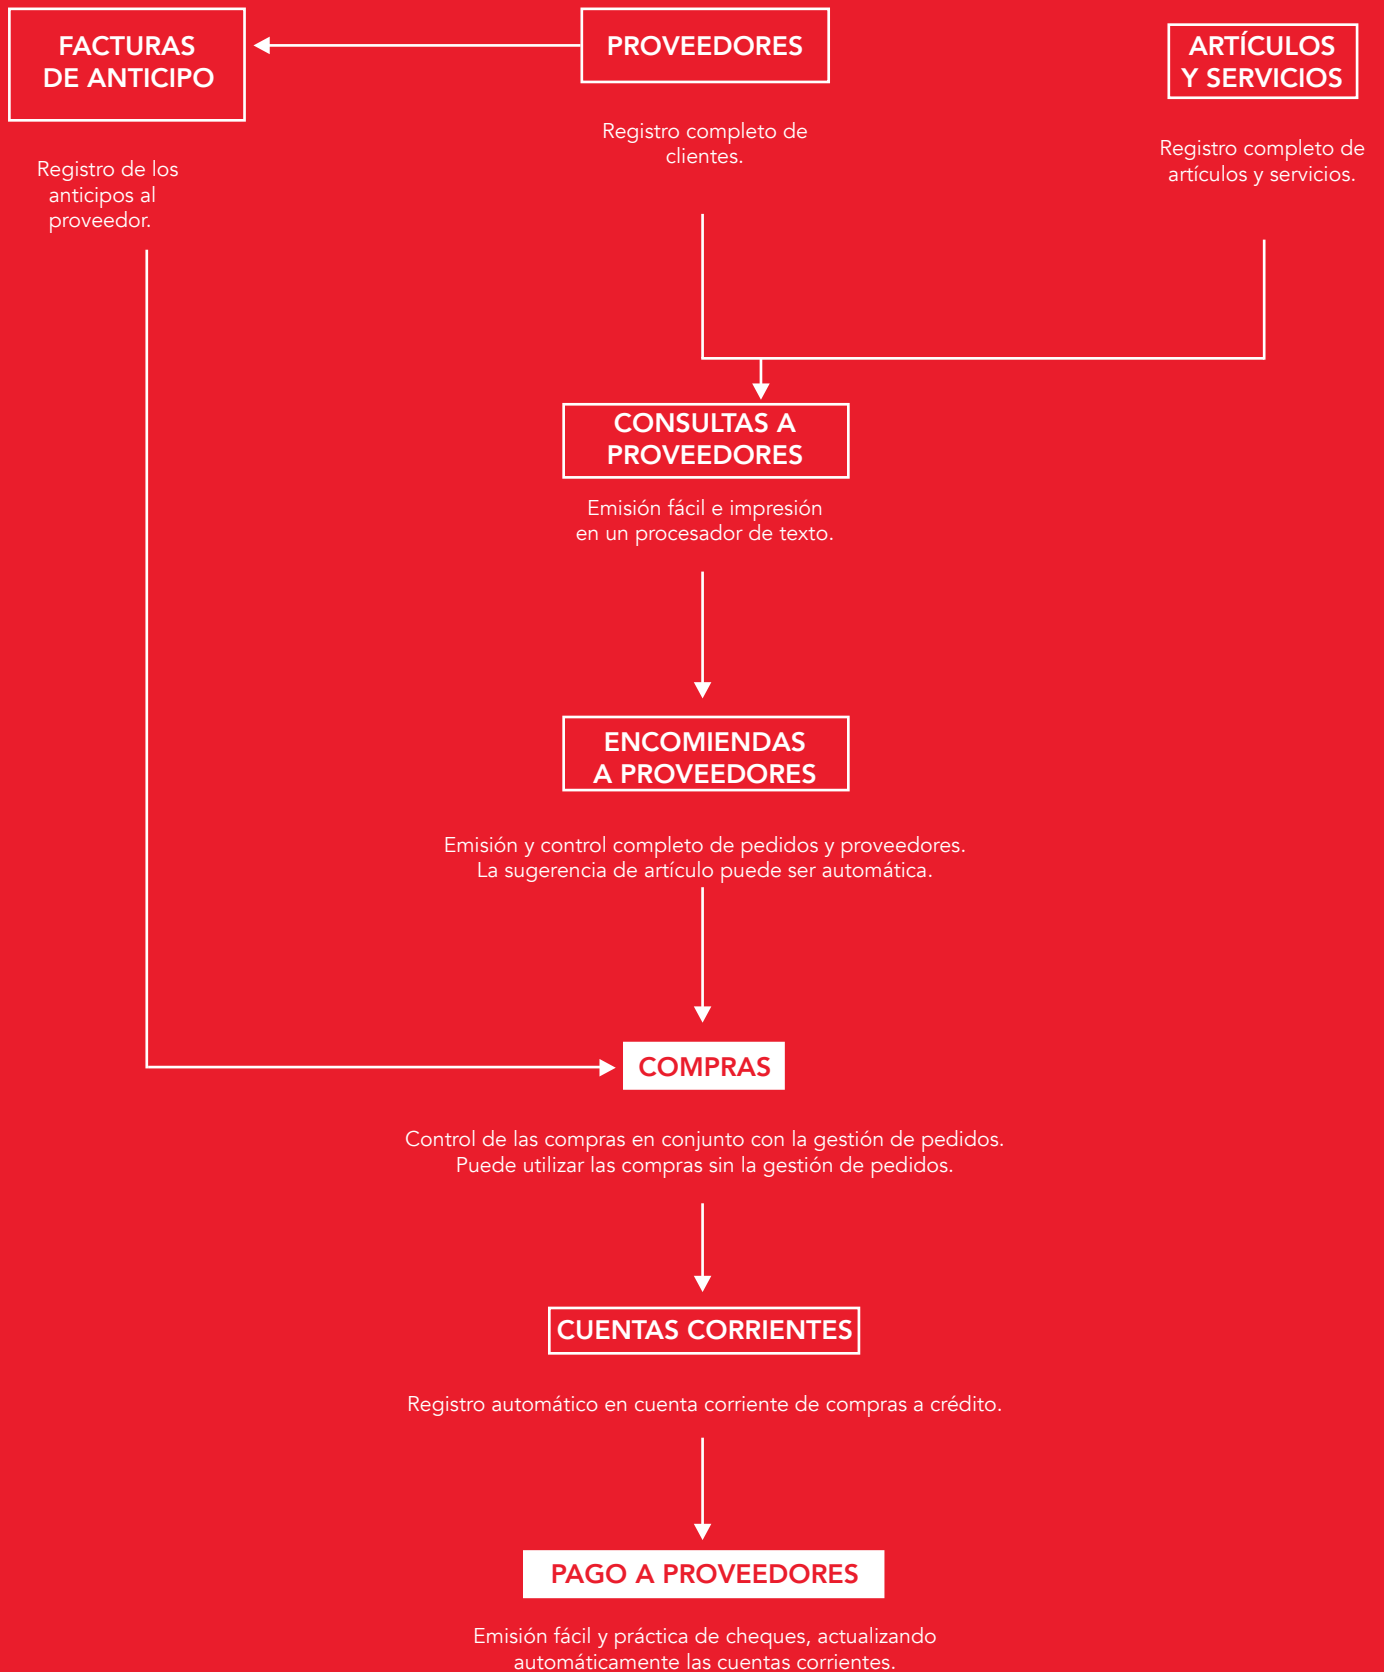 FACTURAS
DE ANTICIPO
Registro de los
anticipos al
proveedor.
PROVEEDORES
Registro completo de
clientes.
ARTÍCULOS
Y SERVICIOS
Registro completo de
artículos y servicios.
CONSULTAS A
PROVEEDORES
Emisión fácil e impresión
en un procesador de texto.
ENCOMIENDAS
A PROVEEDORES
Emisión y control completo de pedidos y proveedores.
La sugerencia de artículo puede ser automática.
COMPRAS
Control de las compras en conjunto con la gestión de pedidos.
Puede utilizar las compras sin la gestión de pedidos.
CUENTAS CORRIENTES
Registro automático en cuenta corriente de compras a crédito.
PAGO A PROVEEDORES
Emisión fácil y práctica de cheques, actualizando
automáticamente las cuentas corrientes.